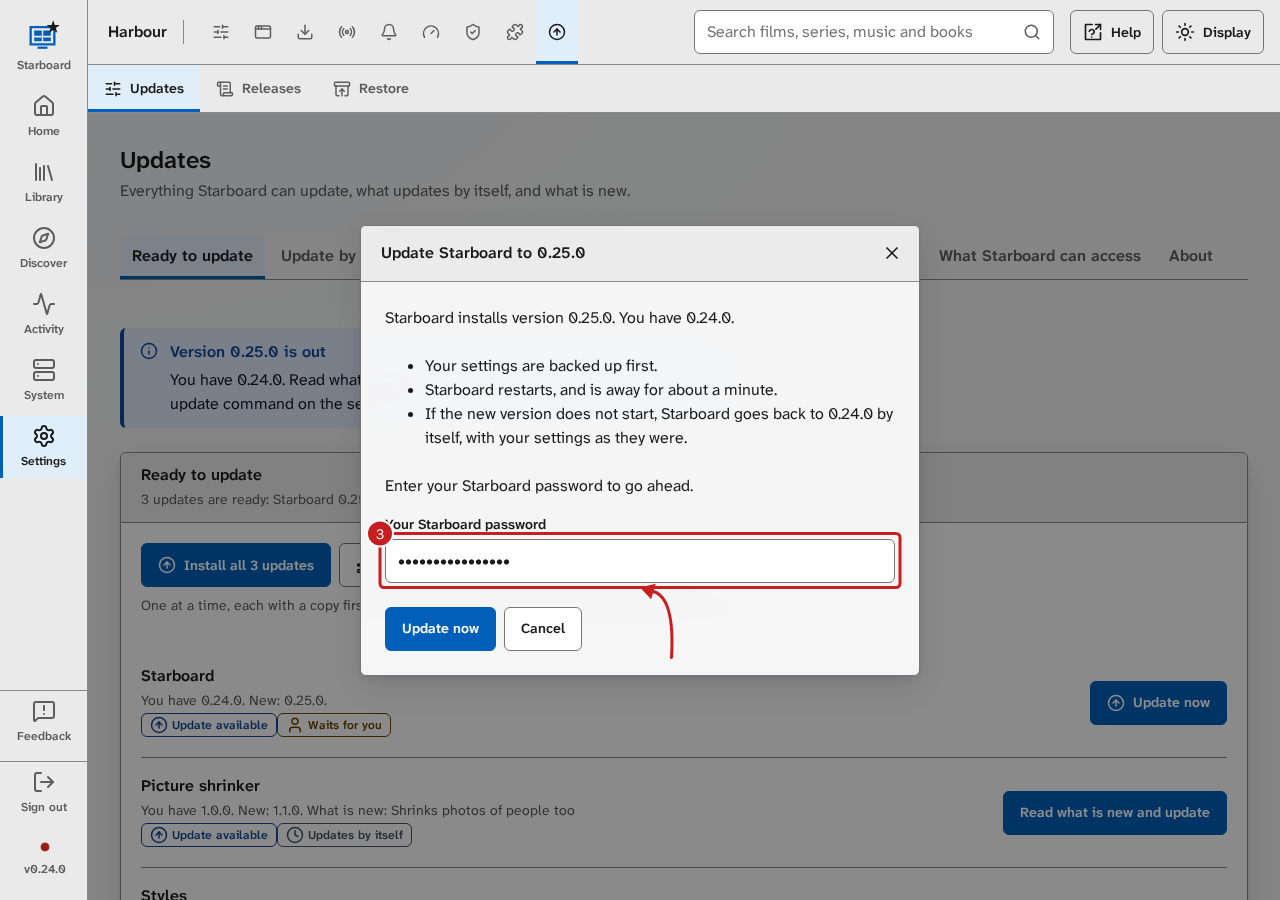 Starboard
Home
Library
Discover
Activity
System
Settings
Feedback
Sign out
v0.24.0
Harbour
Search films, series, music and books
Help
Display
Updates
Releases
Restore
Updates
Everything Starboard can update, what updates by itself, and what is new.
Ready to update
Update by
What Starboard can access
About
Version 0.25.0 is out
You have 0.24.0. Read what
update command on the se
Ready to update
3 updates are ready: Starboard 0.25
Install all 3 updates
One at a time, each with a copy firs
Update Starboard to 0.25.0
Starboard installs version 0.25.0. You have 0.24.0.
• Your settings are backed up first.
• Starboard restarts, and is away for about a minute.
• If the new version does not start, Starboard goes back to 0.24.0 by
itself, with your settings as they were.
Enter your Starboard password to go ahead.
Your Starboard password
3
••••••••••••••••
Update now
Cancel
Starboard
You have 0.24.0. New: 0.25.0.
Update available
Waits for you
Update now
Picture shrinker
You have 1.0.0. New: 1.1.0. What is new: Shrinks photos of people too
Update available
Updates by itself
Read what is new and update
Styles